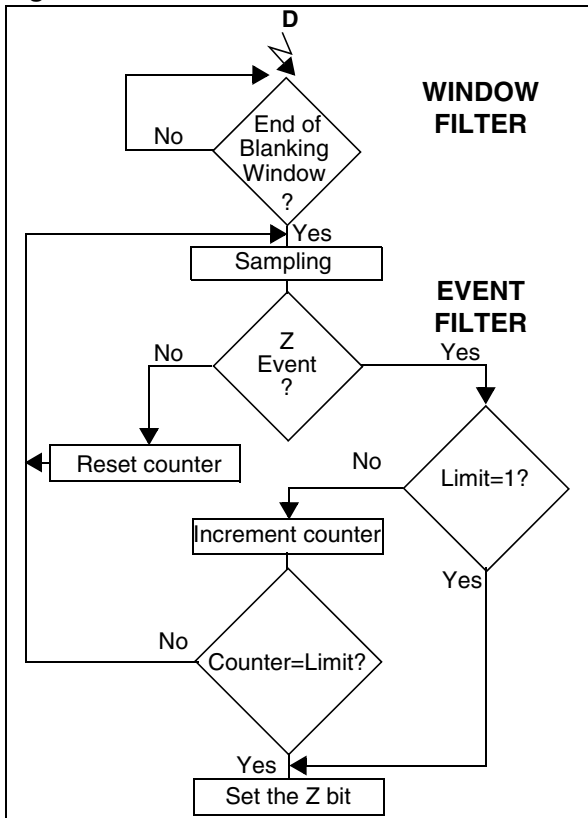 D
WINDOW
FILTER
No
End of
Blanking
Window
?
Yes
Sampling
EVENT
FILTER
No
Z
Event
?
Yes
Reset counter
No
Limit=1?
Increment counter
Yes
No
Counter=Limit?
Yes
Set the Z bit